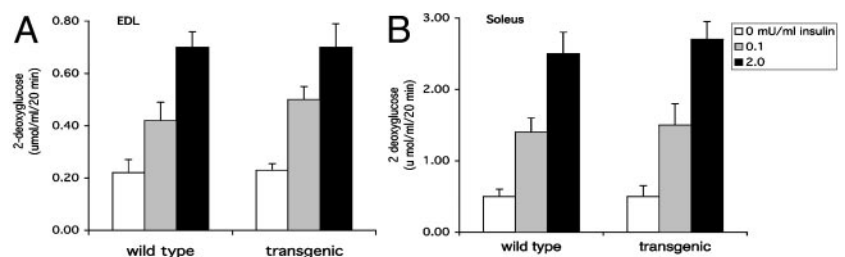 A
EDL
2-deoxyglucose
(umol/ml/20 min)
0.80
0.60
0.40
0.20
0.00
wild type
transgenic
B
Soleus
2 deoxyglucose
(u mol/ml/20 min)
3.00
2.00
1.00
0.00
wild type
transgenic
0 mU/ml insulin
0.1
2.0